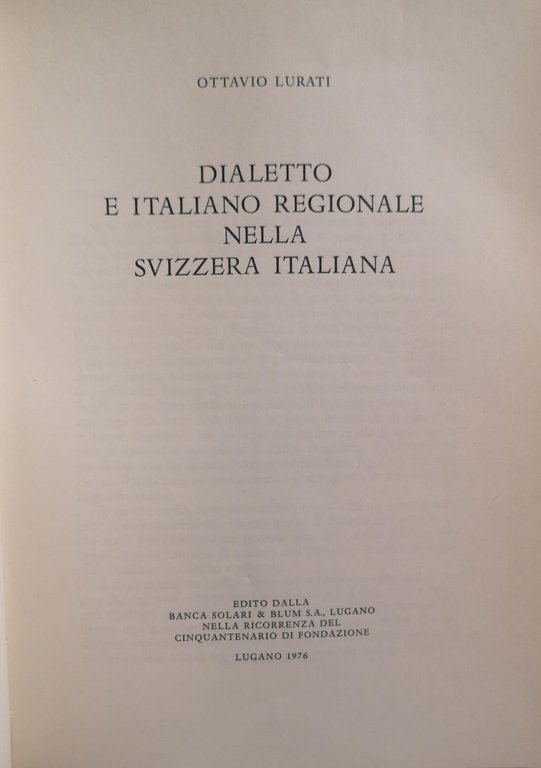 OTTAVIO LURATI
DIALETTO
E ITALIANO REGIONALE
NELLA
SVIZZERA ITALIANA
EDITO DALLA
BANCA SOLARI & BLUM S.A., LUGANO
NELLA RICORRENZA DEL
CINQUANTENARIO DI FONDAZIONE
LUGANO 1976